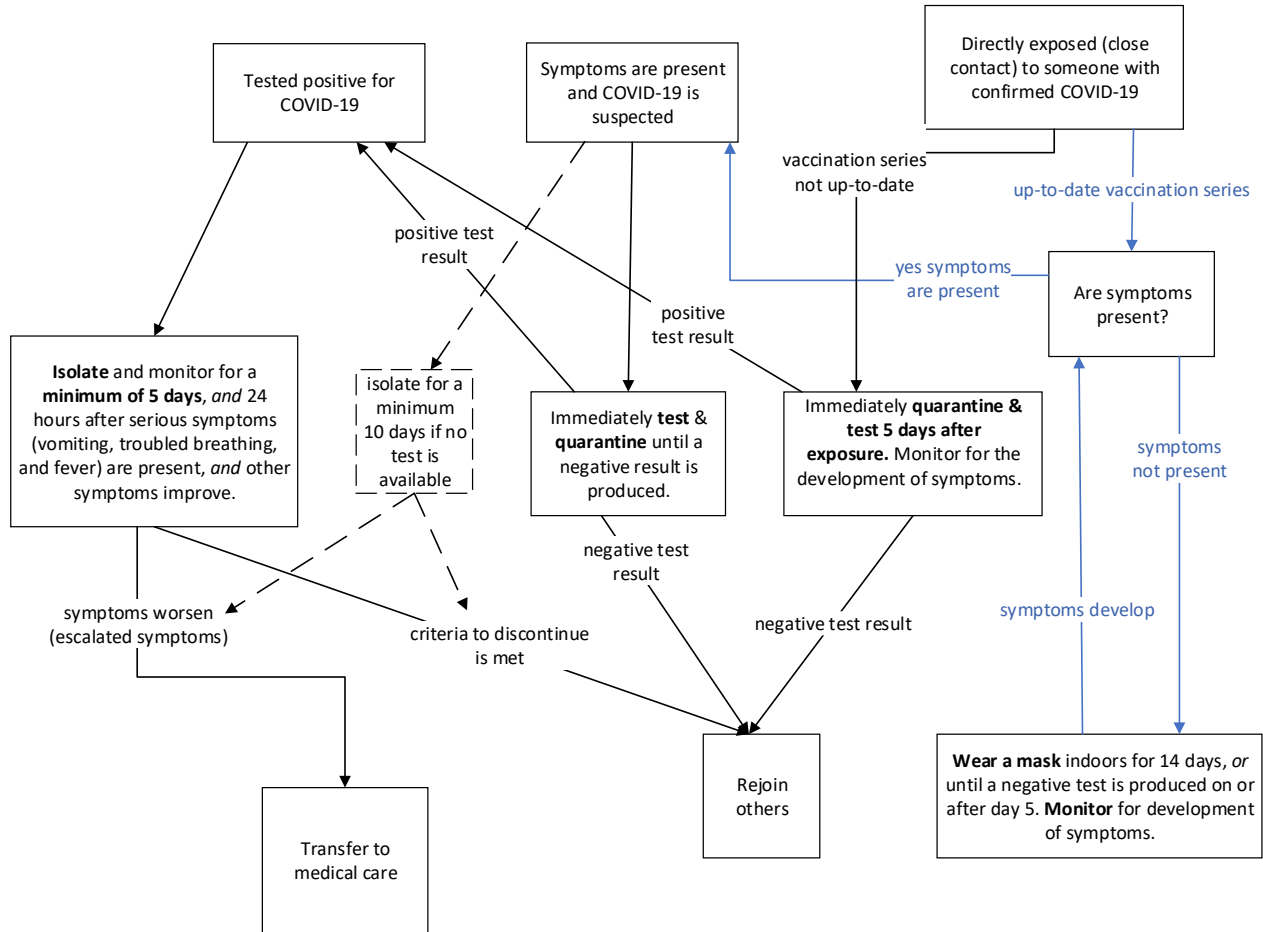 Tested positive for
COVID-19
Symptoms are present
and COVID-19 is
suspected
Directly exposed (close
contact) to someone with
confirmed COVID-19
vaccination series
not up-to-date
up-to-date vaccination series
positive test
result
yes symptoms
are present
Are symptoms
present?
positive
test result
Isolate and monitor for a
minimum of 5 days, and 24
hours after serious symptoms
(vomiting, troubled breathing,
and fever) are present, and other
symptoms improve.
isolate for a
minimum
10 days if no
test is
available
Immediately test &
quarantine until a
negative result is
produced.
Immediately quarantine &
test 5 days after
exposure. Monitor for the
development of symptoms.
symptoms
not present
negative test
result
symptoms worsen
(escalated symptoms)
criteria to discontinue
is met
negative test result
symptoms develop
Rejoin
others
Wear a mask indoors for 14 days, or
until a negative test is produced on or
after day 5. Monitor for development
of symptoms.
Transfer to
medical care